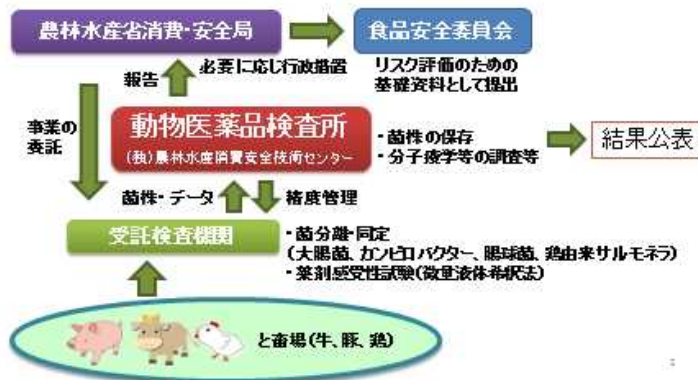 農林水産省消費・安全局
食品安全委員会
報告
必要に応じ行政措置
リスク評価のための
基礎資料として提出
事業の
委託
動物医薬品検査所
(独)農林水産消費安全技術センター
・菌株の保存
・分子疫学等の調査等
結果公表
菌株・データ
精度管理
受託検査機関
・菌分離・同定
(大腸菌、カンピロバクター、腸球菌、鶏由来サルモネラ)
・薬剤感受性試験(微量液体希釈法)
と畜場(牛、豚、鶏)